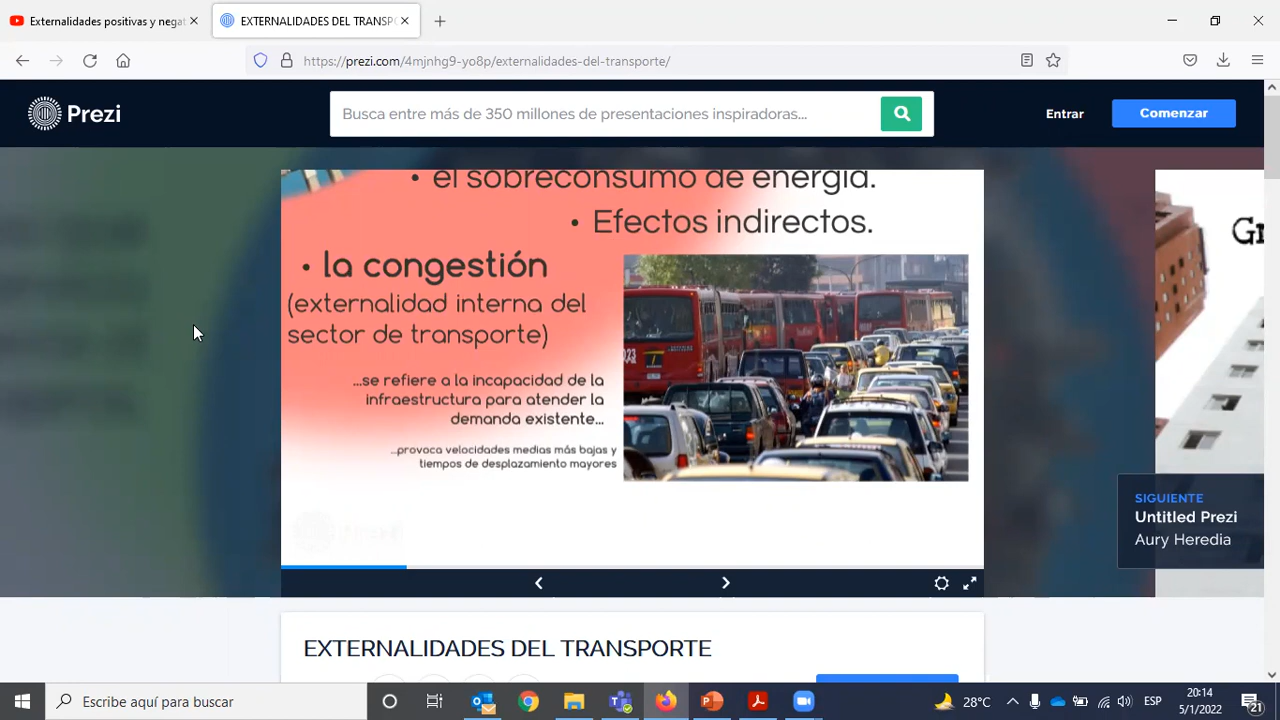 Externalidades positivas y negat
EXTERNALIDADES DEL TRANSPO
https://prezi.com/4mjnhg9-yo8p/externalidades-del-transporte/
Prezi
Busca entre más de 350 millones de presentaciones inspiradoras...
Entrar
Comenzar
• el sobreconsumo de energía.
• Efectos indirectos.
• la congestión
(externalidad interna del
sector de transporte)
...se refiere a la incapacidad de la
infraestructura para atender la
demanda existente...
...provoca velocidades medias más bajas y
tiempos de desplazamiento mayores
Prezi
SIGUIENTE
Untitled Prezi
Aury Heredia
EXTERNALIDADES DEL TRANSPORTE
Escribe aquí para buscar
28°C
ESP
20:14
5/1/2022
21